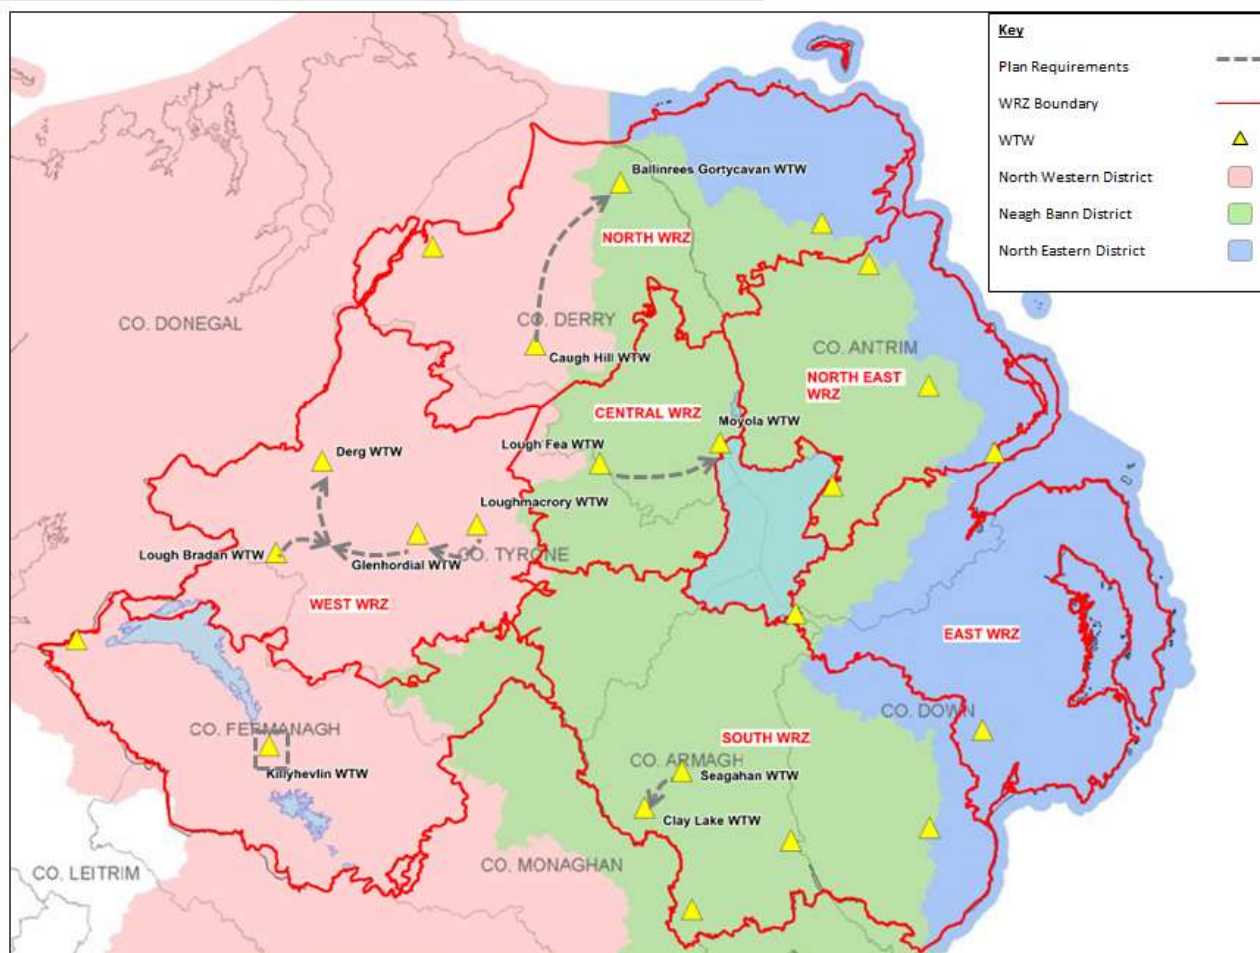 Key
Plan Requirements
WRZ Boundary
WTW
North Western District
Neagh Bann District
North Eastern District
Ballinrees Gortycavan WTW
NORTH WRZ
CO. DONEGAL
CO. DERRY
Caugh Hill WTW
CO. ANTRIM
NORTH EAST
WRZ
CENTRAL WRZ
Moyola WTW
Lough Fea WTW
Derg WTW
Loughmacrory WTW
Lough Bradan WTW
CO. TYRONE
Glenhordial WTW
WEST WRZ
EAST WRZ
CO. DOWN
CO. FERMANAGH
SOUTH WRZ
CO. ARMAGH
Killyhevlin WTW
Seagahan WTW
Clay Lake WTW
CO. MONAGHAN
CO. LEITRIM